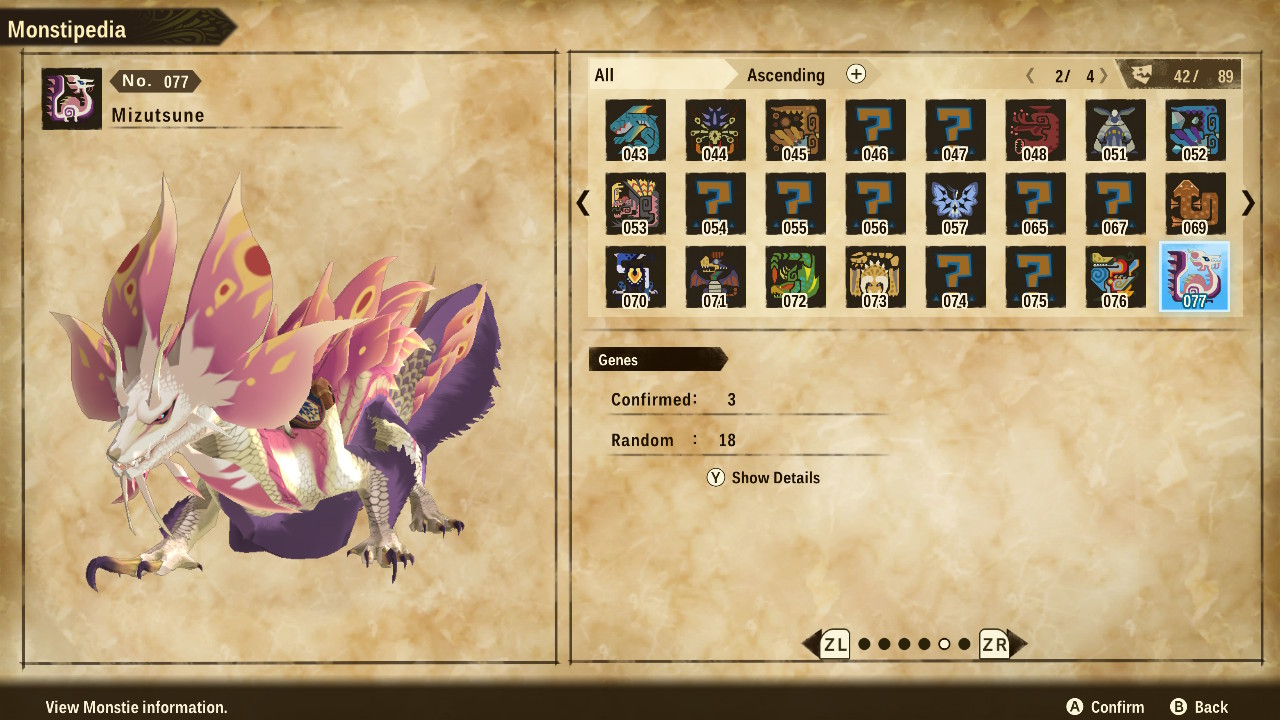 Monstipedia
No. 077
Mizutsune
All
Ascending
2/ 4
42/ 89
043 044 045 046 047 048 051 052
053 054 055 056 057 065 067 069
070 071 072 073 074 075 076 077
Genes
Confirmed: 3
Random : 18
Y Show Details
ZL ZR
View Monstie information.
A Confirm B Back